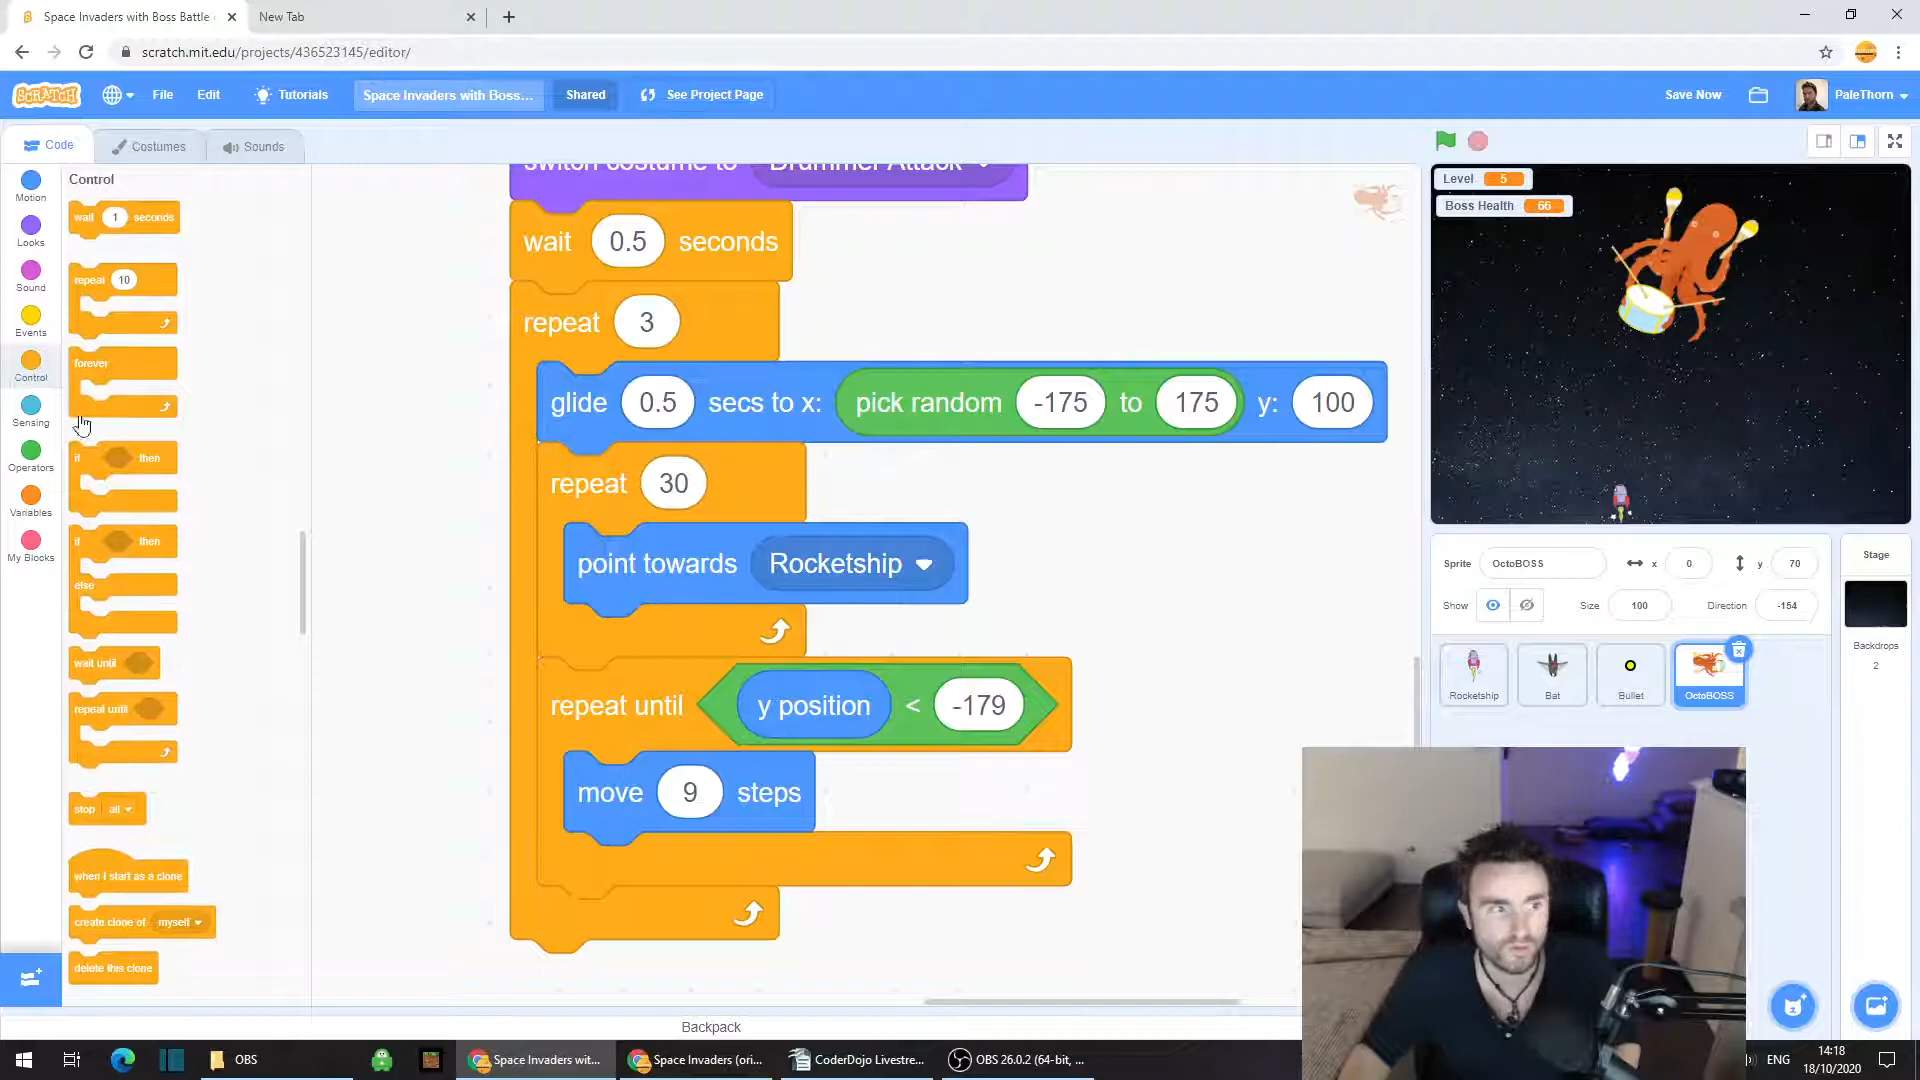 Space Invaders with Boss Battle
New Tab
scratch.mit.edu/projects/436523145/editor/
SCRATCH
File
Edit
Tutorials
Space Invaders with Boss...
Shared
See Project Page
Save Now
PaleThorn
Code
Costumes
Sounds
Motion
Looks
Sound
Events
Control
Sensing
Operators
Variables
My Blocks
Control
wait 1 seconds
repeat 10
forever
if then
if then
else
wait until
repeat until
stop all
when I start as a clone
create clone of myself
delete this clone
switch costume to Drummer Attack
wait 0.5 seconds
repeat 3
glide 0.5 secs to x: pick random -175 to 175 y: 100
repeat 30
point towards Rocketship
repeat until y position < -179
move 9 steps
Backpack
Level 5
Boss Health 66
Sprite OctoBOSS x 0 y 70
Show Size 100 Direction -154
Rocketship
Bat
Bullet
OctoBOSS
Stage
Backdrops
2
OBS
Space Invaders wit...
Space Invaders (ori...
CoderDojo Livestre...
OBS 26.0.2 (64-bit, ...
ENG
14:18
18/10/2020